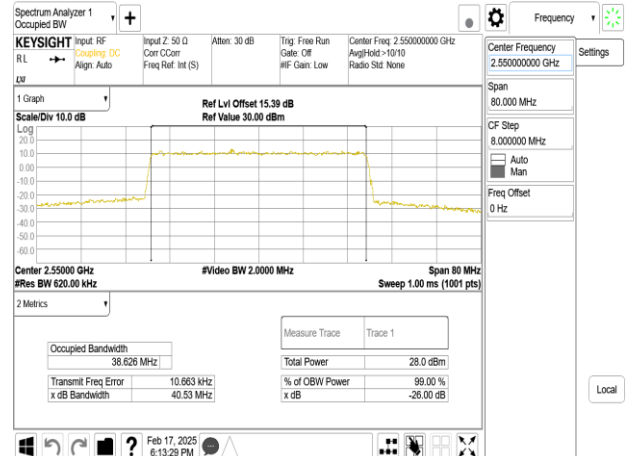 Spectrum Analyzer 1
Occupied BW
Frequency
KEYSIGHT Input: RF Input Z: 50 Ω Atten: 30 dB Trig: Free Run Center Freq: 2.550000000 GHz
RL Coupling: DC Corr CCorr Gate: Off Avg|Hold:>10/10
Align: Auto Freq Ref: Int (S) #IF Gain: Low Radio Std: None
LXI
Center Frequency
2.550000000 GHz
Settings
Span
80.000 MHz
CF Step
8.000000 MHz
Auto
Man
Freq Offset
0 Hz
Local
1 Graph
Ref Lvl Offset 15.39 dB
Scale/Div 10.0 dB Ref Value 30.00 dBm
Log
20.0
10.0
0.00
-10.0
-20.0
-30.0
-40.0
-50.0
-60.0
Center 2.55000 GHz #Video BW 2.0000 MHz Span 80 MHz
#Res BW 620.00 kHz Sweep 1.00 ms (1001 pts)
2 Metrics
Measure Trace Trace 1
Occupied Bandwidth
38.626 MHz
Total Power 28.0 dBm
Transmit Freq Error 10.663 kHz % of OBW Power 99.00 %
x dB Bandwidth 40.53 MHz x dB -26.00 dB
Feb 17, 2025
6:13:29 PM